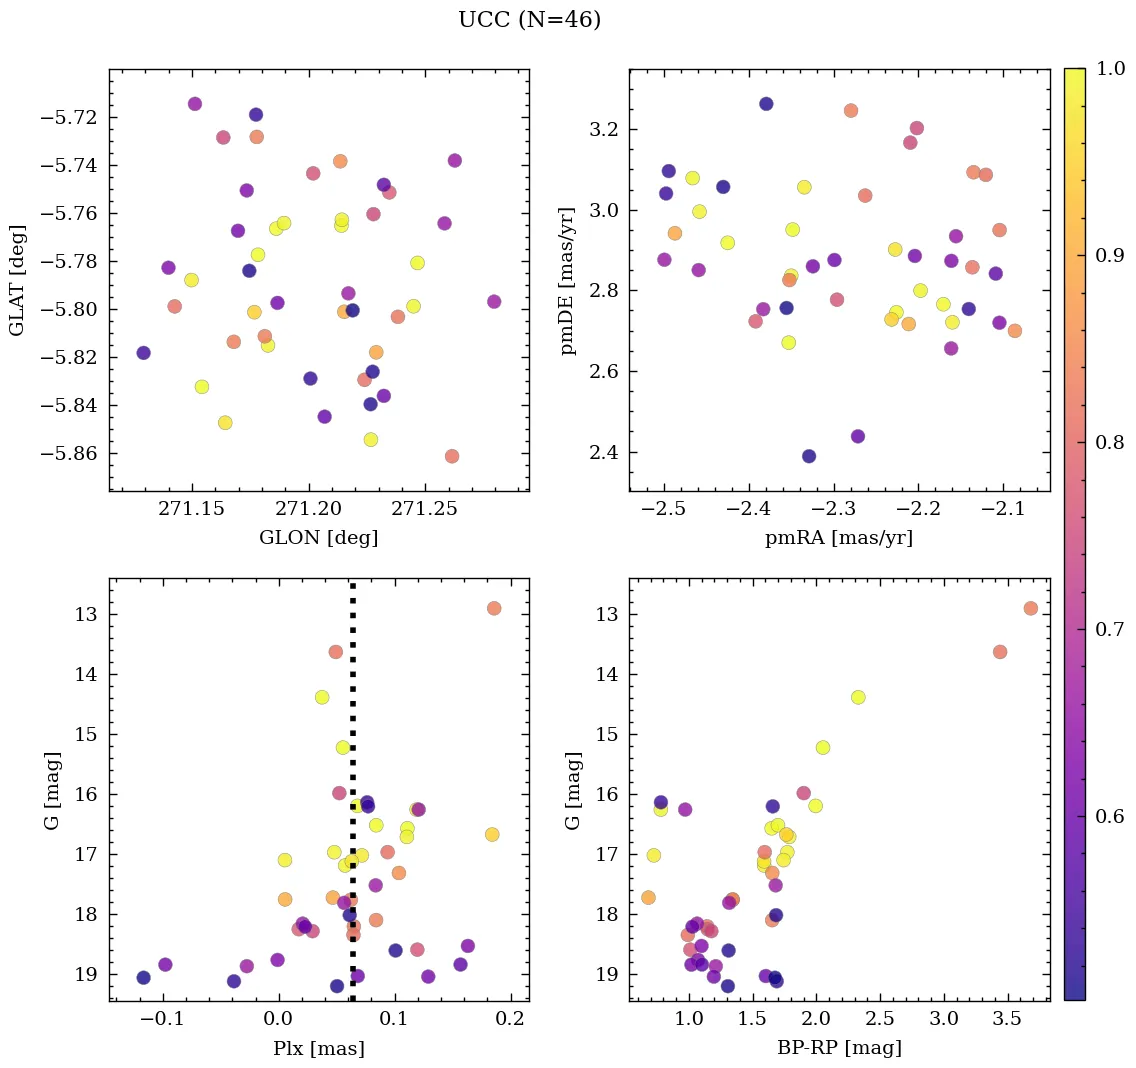 UCC (N=46)
−5.72
−5.74
−5.76
−5.78
−5.80
−5.82
−5.84
−5.86
GLAT [deg]
271.15 271.20 271.25
GLON [deg]
3.2
3.0
2.8
2.6
2.4
pmDE [mas/yr]
−2.5 −2.4 −2.3 −2.2 −2.1
pmRA [mas/yr]
13
14
15
16
17
18
19
G [mag]
−0.1 0.0 0.1 0.2
Plx [mas]
13
14
15
16
17
18
19
G [mag]
1.0 1.5 2.0 2.5 3.0 3.5
BP-RP [mag]
1.0
0.9
0.8
0.7
0.6